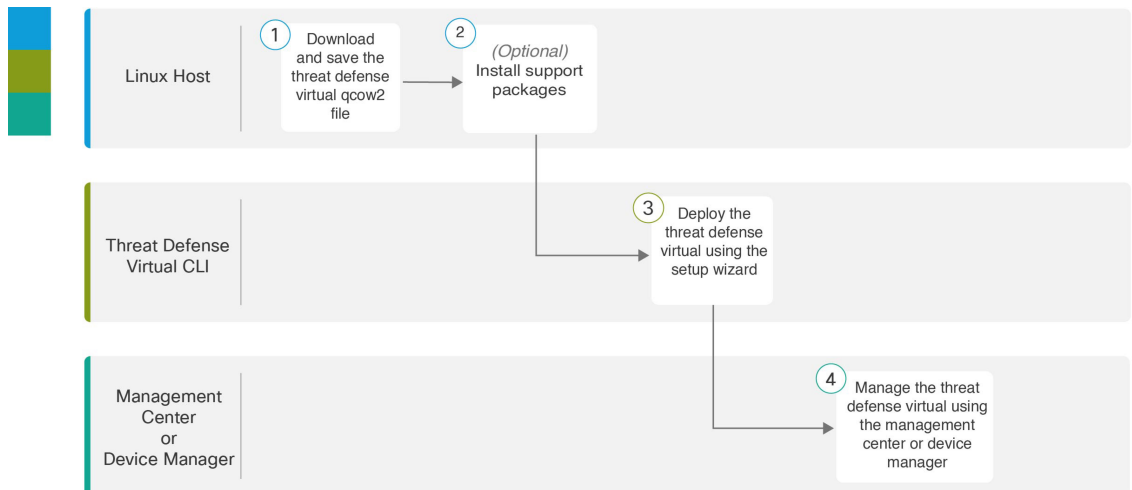 Linux Host
1
Download
and save the
threat defense
virtual qcow2
file
2
(Optional)
Install support
packages
Threat Defense
Virtual CLI
3
Deploy the
threat defense
virtual using the
setup wizard
Management
Center
or
Device Manager
4
Manage the threat
defense virtual using
the management
center or device
manager